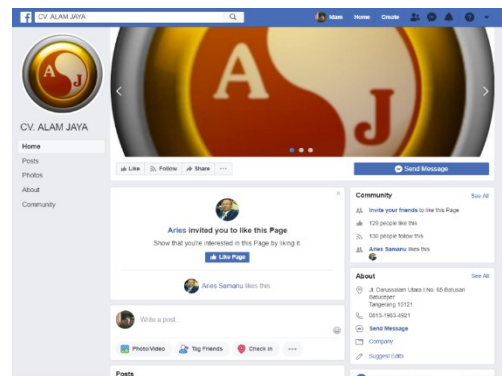 CV. ALAM JAYA
Idam
Home
Create
A
J
A
J
CV. ALAM JAYA
Home
Posts
Photos
About
Community
Like
Follow
Share
Send Message
Aries invited you to like this Page
Show that you're interested in this Page by liking it
Like Page
Aries Samanu likes this
Write a post...
Photo/Video
Tag Friends
Check in
Posts
Community
See All
Invite your friends to like this Page
129 people like this
130 people follow this
Aries Samanu likes this
About
See All
Jl. Darussalam Utara I No. 65 Batusari
Batuceper
Tangerang 15121
0813-1983-4921
Send Message
Company
Suggest Edits